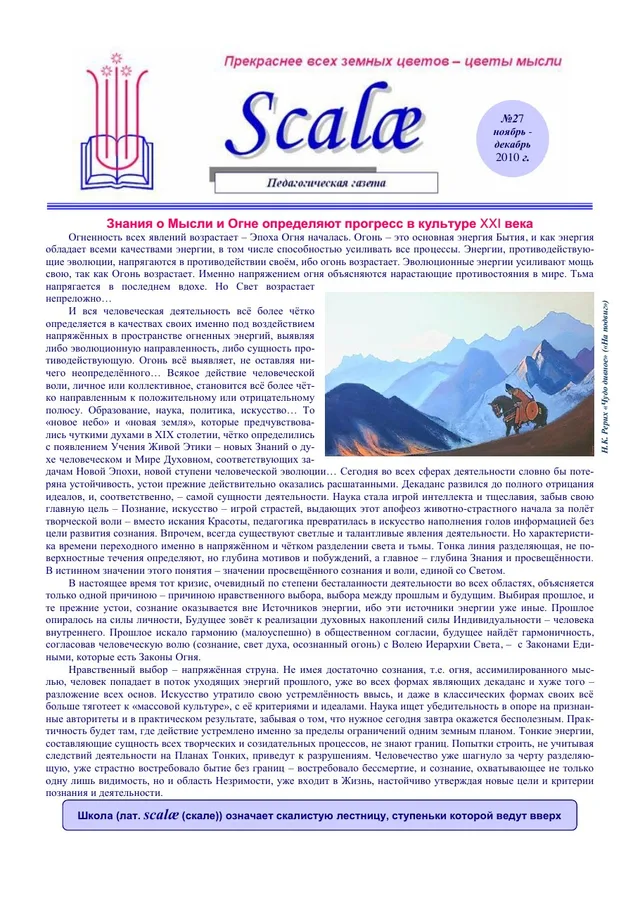 Прекраснее всех земных цветов – цветы мысли
Scalæ
№27
ноябрь -
декабрь
2010 г.
Педагогическая газета
Знания о Мысли и Огне определяют прогресс в культуре XXI века
Огненность всех явлений возрастает – Эпоха Огня началась. Огонь – это основная энергия Бытия, и как энергия
обладает всеми качествами энергии, в том числе способностью усиливать все процессы. Энергии, противодействую-
щие эволюции, напрягаются в противодействии своём, ибо огонь возрастает. Эволюционные энергии усиливают мощь
свою, так как Огонь возрастает. Именно напряжением огня объясняются нарастающие противостояния в мире. Тьма
напрягается в последнем вдохе. Но Свет возрастает
непреложно…
И вся человеческая деятельность всё более чётко
определяется в качествах своих именно под воздействием
напряжённых в пространстве огненных энергий, выявляя
либо эволюционную направленность, либо сущность про-
тиводействующую. Огонь всё выявляет, не оставляя ни-
чего неопределённого… Всякое действие человеческой
воли, личное или коллективное, становится всё более чёт-
ко направленным к положительному или отрицательному
полюсу. Образование, наука, политика, искусство… То
«новое небо» и «новая земля», которые предчувствова-
лись чуткими духами в XIX столетии, чётко определились
с появлением Учения Живой Этики – новых Знаний о ду-
хе человеческом и Мире Духовном, соответствующих за-
дачам Новой Эпохи, новой ступени человеческой эволюции… Сегодня во всех сферах деятельности словно бы поте-
ряна устойчивость, устои прежние действительно оказались расшатанными. Декаданс развился до полного отрицания
идеалов, и, соответственно, – самой сущности деятельности. Наука стала игрой интеллекта и тщеславия, забыв свою
главную цель – Познание, искусство – игрой страстей, выдающих этот апофеоз животно-страстного начала за полёт
творческой воли – вместо искания Красоты, педагогика превратилась в искусство наполнения голов информацией без
цели развития сознания. Впрочем, всегда существуют светлые и талантливые явления деятельности. Но характеристи-
ка времени переходного именно в напряжённом и чётком разделении света и тьмы. Тонка линия разделяющая, не по-
верхностные течения определяют, но глубина мотивов и побуждений, а главное – глубина Знания и просвещённости.
В истинном значении этого понятия – значении просвещённого сознания и воли, единой со Светом.
В настоящее время тот кризис, очевидный по степени бесталанности деятельности во всех областях, объясняется
только одной причиною – причиною нравственного выбора, выбора между прошлым и будущим. Выбирая прошлое, и
те прежние устои, сознание оказывается вне Источников энергии, ибо эти источники энергии уже иные. Прошлое
опиралось на силы личности, Будущее зовёт к реализации духовных накоплений силы Индивидуальности – человека
внутреннего. Прошлое искало гармонию (малоуспешно) в общественном согласии, будущее найдёт гармоничность,
согласовав человеческую волю (сознание, свет духа, осознанный огонь) с Волею Иерархии Света, – с Законами Еди-
ными, которые есть Законы Огня.
Нравственный выбор – напряжённая струна. Не имея достаточно сознания, т.е. огня, ассимилированного мыс-
лью, человек попадает в поток уходящих энергий прошлого, уже во всех формах являющих декаданс и хуже того –
разложение всех основ. Искусство утратило свою устремлённость ввысь, и даже в классических формах своих всё
больше тяготеет к «массовой культуре», с её критериями и идеалами. Наука ищет убедительность в опоре на признан-
ные авторитеты и в практическом результате, забывая о том, что нужное сегодня завтра окажется бесполезным. Прак-
тичность будет там, где действие устремлено именно за пределы ограничений одним земным планом. Тонкие энергии,
составляющие сущность всех творческих и созидательных процессов, не знают границ. Попытки строить, не учитывая
следствий деятельности на Планах Тонких, приведут к разрушениям. Человечество уже шагнуло за черту разделяю-
щую, уже страстно востребовало бытие без границ – востребовало бессмертие, и сознание, охватывающее не только
одну лишь видимость, но и область Незримости, уже входит в Жизнь, настойчиво утверждая новые цели и критерии
познания и деятельности.
Н.К. Рерих «Чудо дивное» («На подвиг»)
Школа (лат. scalæ (скале)) означает скалистую лестницу, ступеньки которой ведут вверх